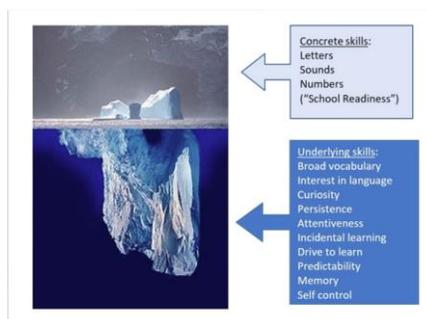 Concrete skills:
Letters
Sounds
Numbers
("School Readiness")
Underlying skills:
Broad vocabulary
Interest in language
Curiosity
Persistence
Attentiveness
Incidental learning
Drive to learn
Predictability
Memory
Self control